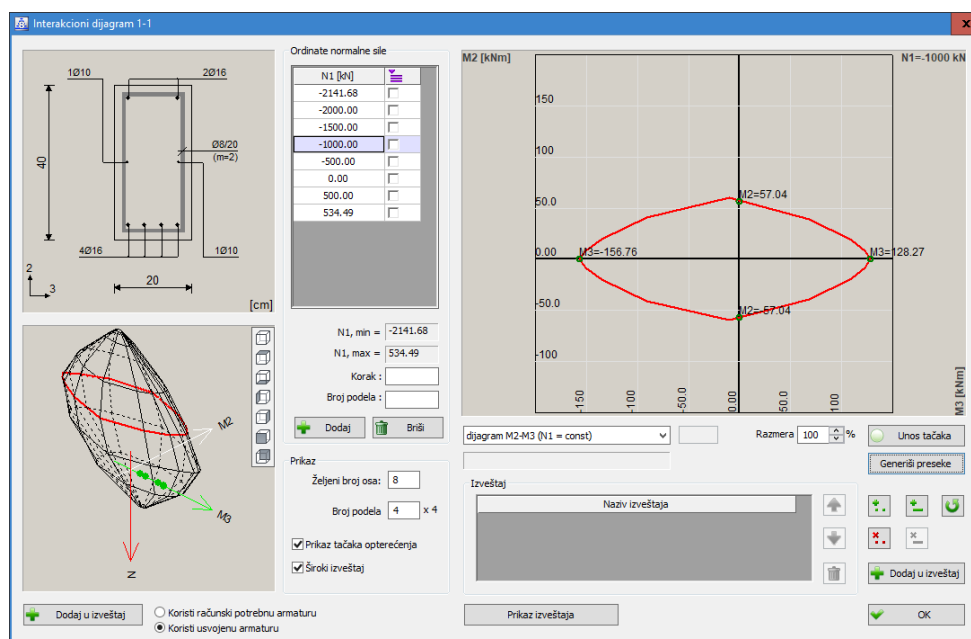 Interakcioni dijagram 1-1
x
1Ø10
2Ø16
Ø8/20
(m=2)
40
4Ø16
1Ø10
20
2
3
[cm]
M2
M3
Z
Ordinate normalne sile
N1 [kN]
-2141.68
-2000.00
-1500.00
-1000.00
-500.00
0.00
500.00
534.49
N1, min = -2141.68
N1, max = 534.49
Korak :
Broj podela :
Dodaj
Briši
Prikaz
Željeni broj osa: 8
Broj podela 4 x 4
Prikaz tačaka opterećenja
Široki izveštaj
M2 [kNm]
N1=-1000 kN
150
100
50.0
0.00
-50.0
-100
M2=57.04
M3=-156.76
M3=128.27
M2=-57.04
-150
-100
-50.0
0.00
50.0
100
M3 [kNm]
dijagram M2-M3 (N1 = const)
Razmera 100 %
Unos tačaka
Generiši preseke
Izveštaj
Naziv izveštaja
Dodaj u izveštaj
Dodaj u izveštaj
Koristi računski potrebnu armaturu
Koristi usvojenu armaturu
Prikaz izveštaja
OK